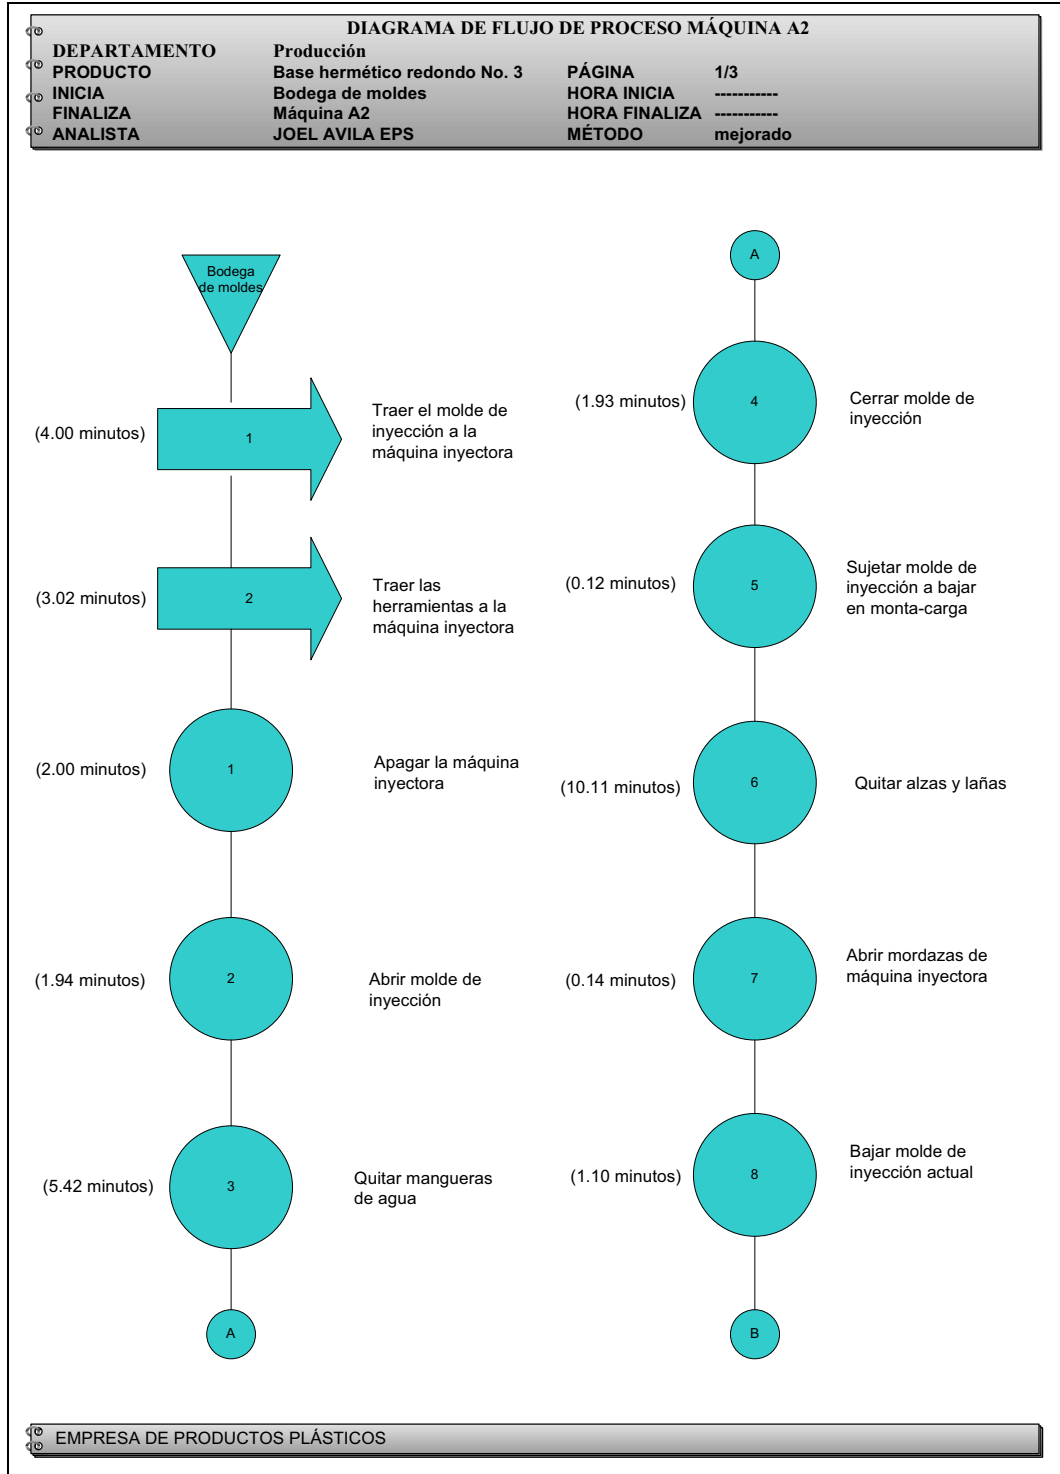 DIAGRAMA DE FLUJO DE PROCESO MÁQUINA A2
DEPARTAMENTO Producción
PRODUCTO Base hermético redondo No. 3 PÁGINA 1/3
INICIA Bodega de moldes HORA INICIA -----------
FINALIZA Máquina A2 HORA FINALIZA -----------
ANALISTA JOEL AVILA EPS MÉTODO mejorado
Bodega
de moldes
(4.00 minutos)
1
Traer el molde de
inyección a la
máquina inyectora
(3.02 minutos)
2
Traer las
herramientas a la
máquina inyectora
(2.00 minutos)
1
Apagar la máquina
inyectora
(1.94 minutos)
2
Abrir molde de
inyección
(5.42 minutos)
3
Quitar mangueras
de agua
A
A
(1.93 minutos)
4
Cerrar molde de
inyección
(0.12 minutos)
5
Sujetar molde de
inyección a bajar
en monta-carga
(10.11 minutos)
6
Quitar alzas y lañas
(0.14 minutos)
7
Abrir mordazas de
máquina inyectora
(1.10 minutos)
8
Bajar molde de
inyección actual
B
EMPRESA DE PRODUCTOS PLÁSTICOS